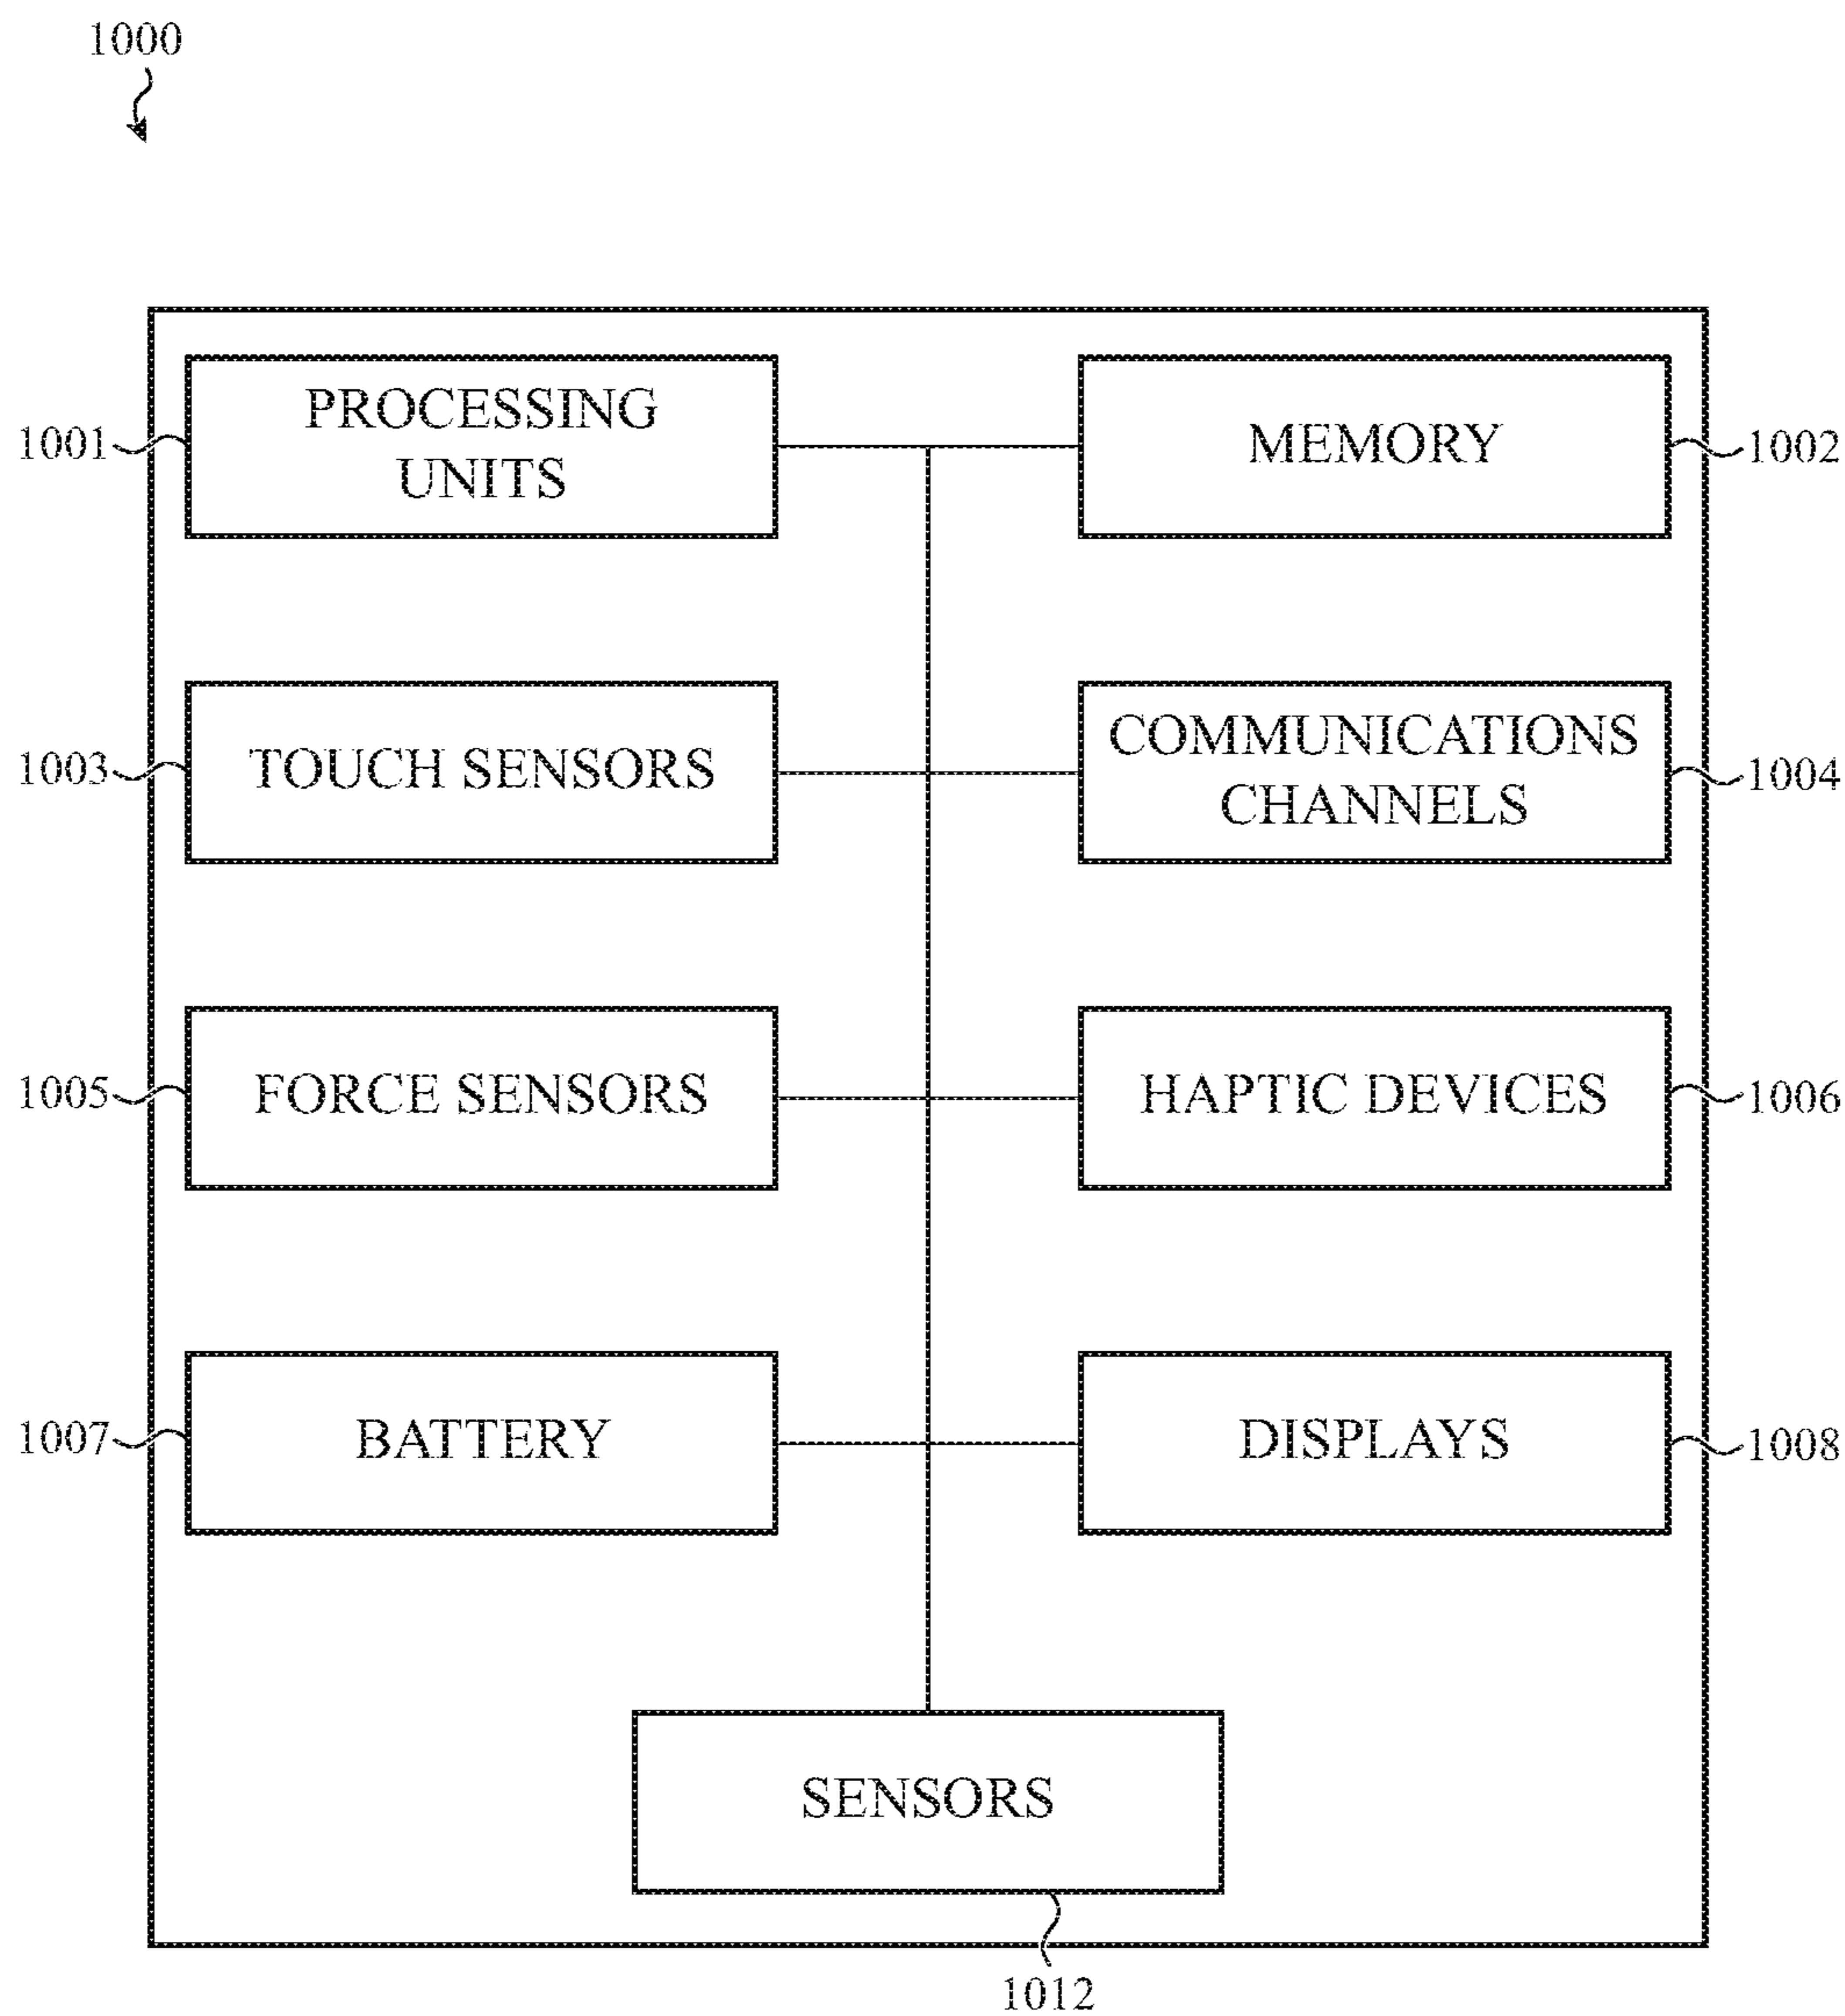 1000
PROCESSING
UNITS
1001
MEMORY
1002
TOUCH SENSORS
1003
COMMUNICATIONS
CHANNELS
1004
FORCE SENSORS
1005
HAPTIC DEVICES
1006
BATTERY
1007
DISPLAYS
1008
SENSORS
1012